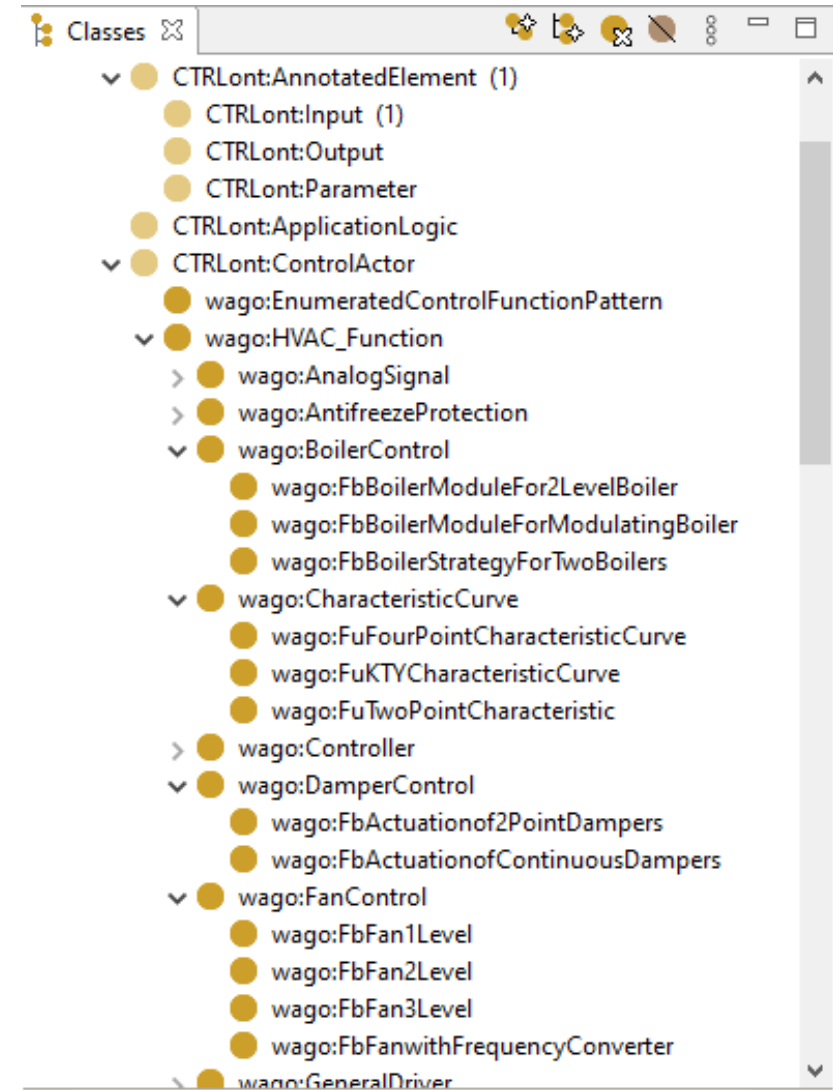 Classes
CTRLont:AnnotatedElement (1)
CTRLont:Input (1)
CTRLont:Output
CTRLont:Parameter
CTRLont:ApplicationLogic
CTRLont:ControlActor
wago:EnumeratedControlFunctionPattern
wago:HVAC_Function
wago:AnalogSignal
wago:AntifreezeProtection
wago:BoilerControl
wago:FbBoilerModuleFor2LevelBoiler
wago:FbBoilerModuleForModulatingBoiler
wago:FbBoilerStrategyForTwoBoilers
wago:CharacteristicCurve
wago:FuFourPointCharacteristicCurve
wago:FuKTYCharacteristicCurve
wago:FuTwoPointCharacteristic
wago:Controller
wago:DamperControl
wago:FbActuationof2PointDampers
wago:FbActuationofContinuousDampers
wago:FanControl
wago:FbFan1Level
wago:FbFan2Level
wago:FbFan3Level
wago:FbFanwithFrequencyConverter
wago:GeneralDriver